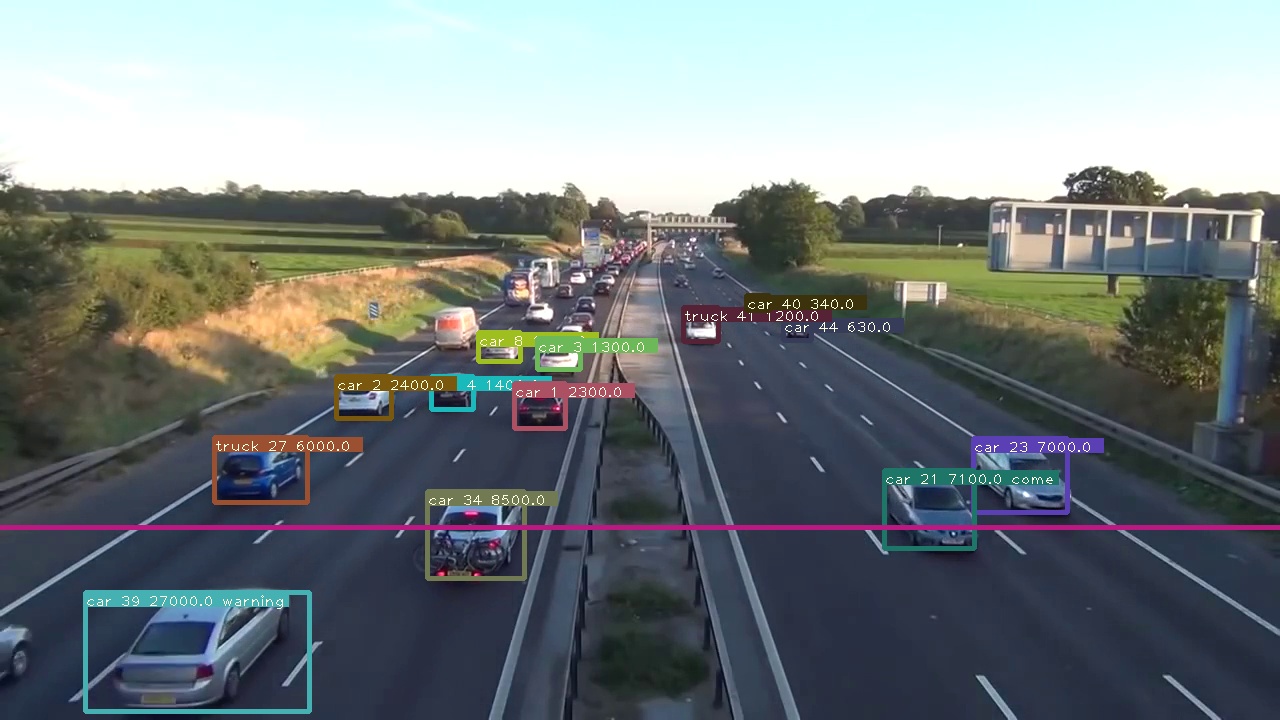 car 40 340.0
truck 41 1200.0
car 44 630.0
car 8
car 3 1300.0
car 2 2400.0
4 140
car 1 2300.0
truck 27 6000.0
car 23 7000.0
car 21 7100.0 come
car 34 8500.0
car 39 27000.0 warning